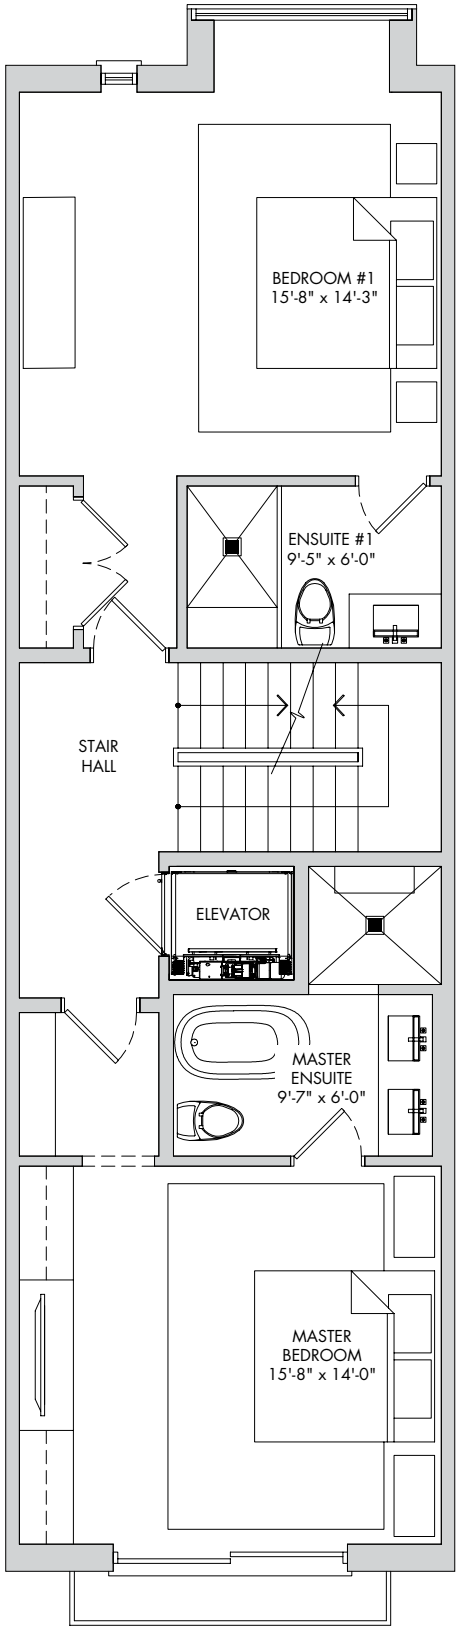 BEDROOM #1
15'-8" x 14'-3"
ENSUITE #1
9'-5" x 6'-0"
STAIR
HALL
ELEVATOR
MASTER
ENSUITE
9'-7" x 6'-0"
MASTER
BEDROOM
15'-8" x 14'-0"